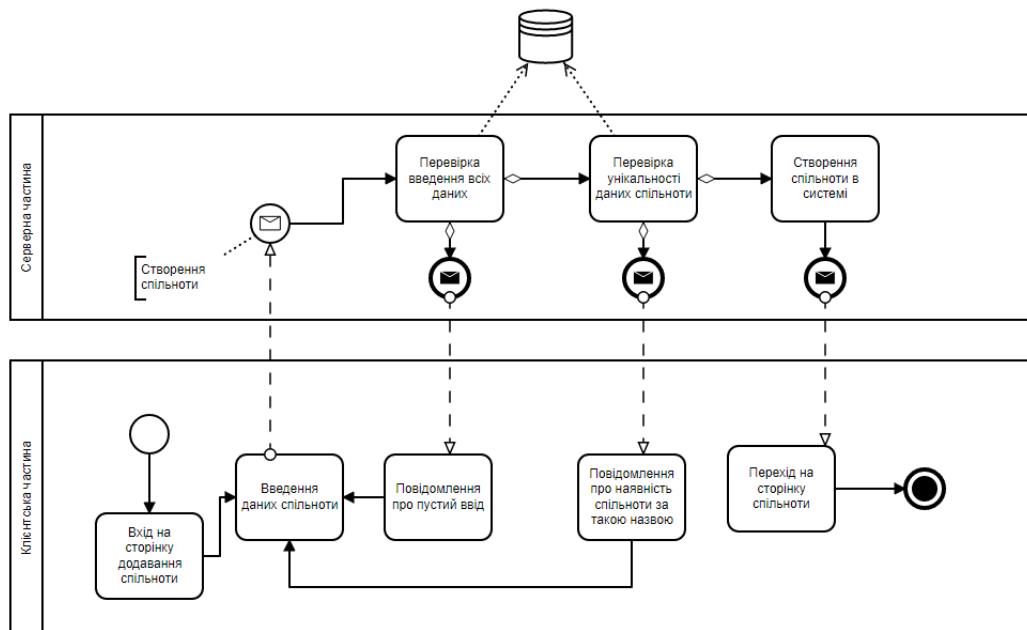 Серверна частина
Перевірка
введення всіх
даних
Перевірка
унікальності
даних спільноти
Створення
спільноти в
системі
Створення
спільноти
Клієнтська частина
Вхід на
сторінку
додавання
спільноти
Введення
даних спільноти
Повідомлення
про пустий ввід
Повідомлення
про наявність
спільноти за
такою назвою
Перехід на
сторінку
спільноти